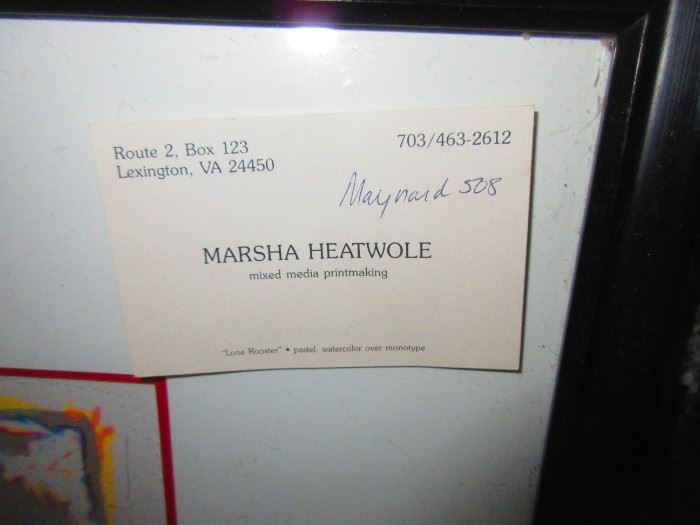 Route 2, Box 123
Lexington, VA 24450
703/463-2612
Maynard 508
MARSHA HEATWOLE
mixed media printmaking
"Lone Rooster" • pastel, watercolor over monotype